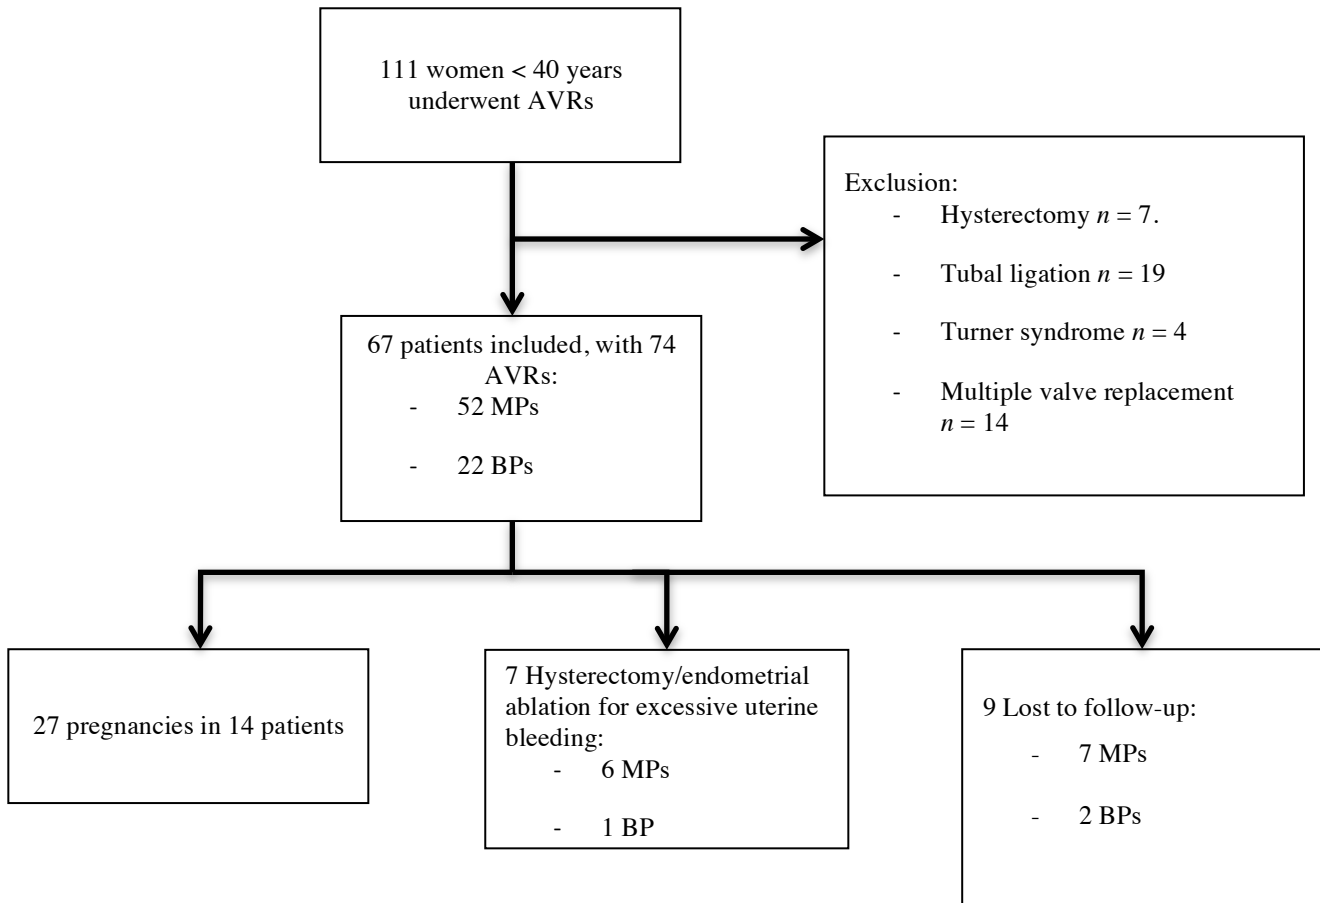 111 women < 40 years
underwent AVRs
Exclusion:
- Hysterectomy n = 7.
- Tubal ligation n = 19
- Turner syndrome n = 4
- Multiple valve replacement
n = 14
67 patients included, with 74
AVRs:
- 52 MPs
- 22 BPs
27 pregnancies in 14 patients
7 Hysterectomy/endometrial
ablation for excessive uterine
bleeding:
- 6 MPs
- 1 BP
9 Lost to follow-up:
- 7 MPs
- 2 BPs